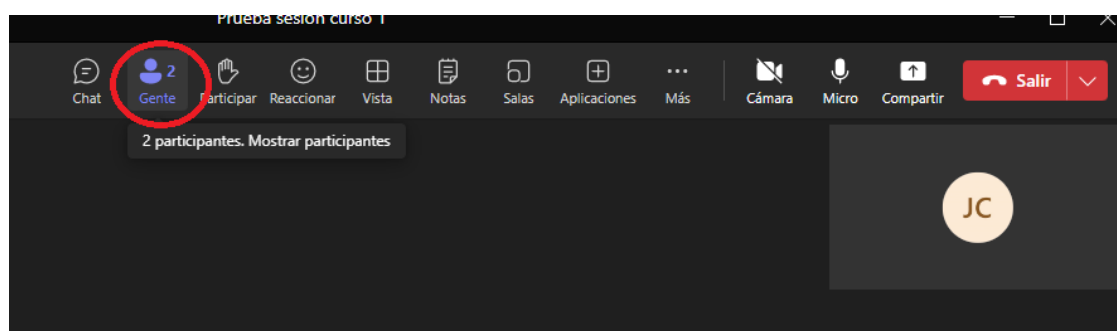 Prueba sesión curso 1
2
Chat Gente Participar Reaccionar Vista Notas Salas Aplicaciones Más Cámara Micro Compartir Salir
2 participantes. Mostrar participantes
JC